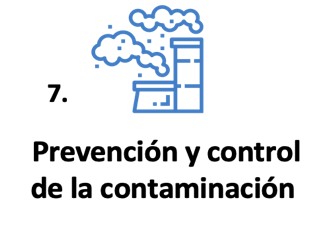 7.
Prevención y control
de la contaminación